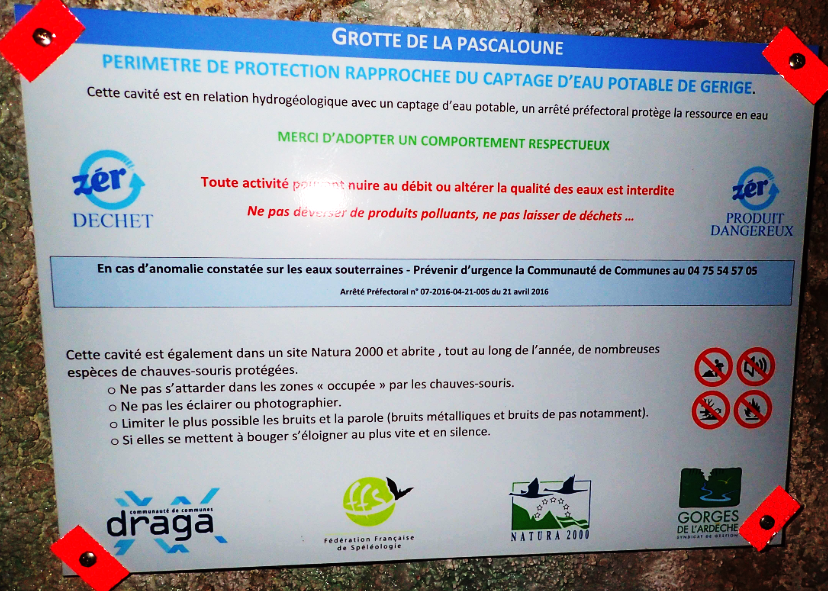 GROTTE DE LA PASCALOUNE
PERIMETRE DE PROTECTION RAPPROCHEE DU CAPTAGE D'EAU POTABLE DE GERIGE.
Cette cavité est en relation hydrogéologique avec un captage d'eau potable, un arrêté préfectoral protège la ressource en eau
MERCI D'ADOPTER UN COMPORTEMENT RESPECTUEUX
zér
DECHET
Toute activité pouvant nuire au débit ou altérer la qualité des eaux est interdite
Ne pas déverser de produits polluants, ne pas laisser de déchets ...
zér
PRODUIT
DANGEREUX
En cas d'anomalie constatée sur les eaux souterraines - Prévenir d'urgence la Communauté de Communes au 04 75 54 57 05
Arrêté Préfectoral n° 07-2016-04-21-005 du 21 avril 2016
Cette cavité est également dans un site Natura 2000 et abrite , tout au long de l'année, de nombreuses
espèces de chauves-souris protégées.
o Ne pas s'attarder dans les zones « occupée » par les chauves-souris.
o Ne pas les éclairer ou photographier.
o Limiter le plus possible les bruits et la parole (bruits métalliques et bruits de pas notamment).
o Si elles se mettent à bouger s'éloigner au plus vite et en silence.
communauté de communes
draga
ffs
Fédération Française
de Spéléologie
NATURA 2000
GORGES
DE L'ARDÈCHE
SYNDICAT DE GESTION